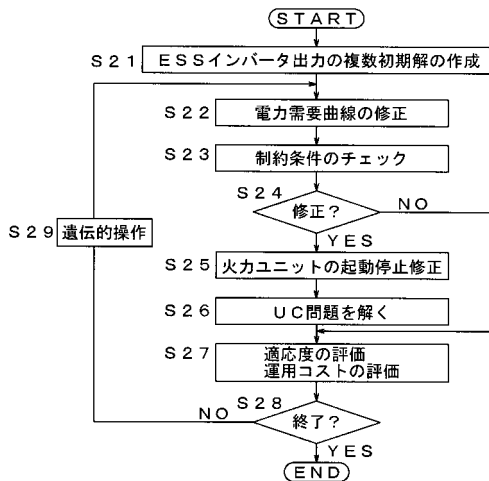 START
S21 ESSインバータ出力の複数初期解の作成
S22 電力需要曲線の修正
S23 制約条件のチェック
S24
修正? NO
S29 遺伝的操作
YES
S25 火力ユニットの起動停止修正
S26 UC問題を解く
S27 適応度の評価
運用コストの評価
S28
NO 終了?
YES
END